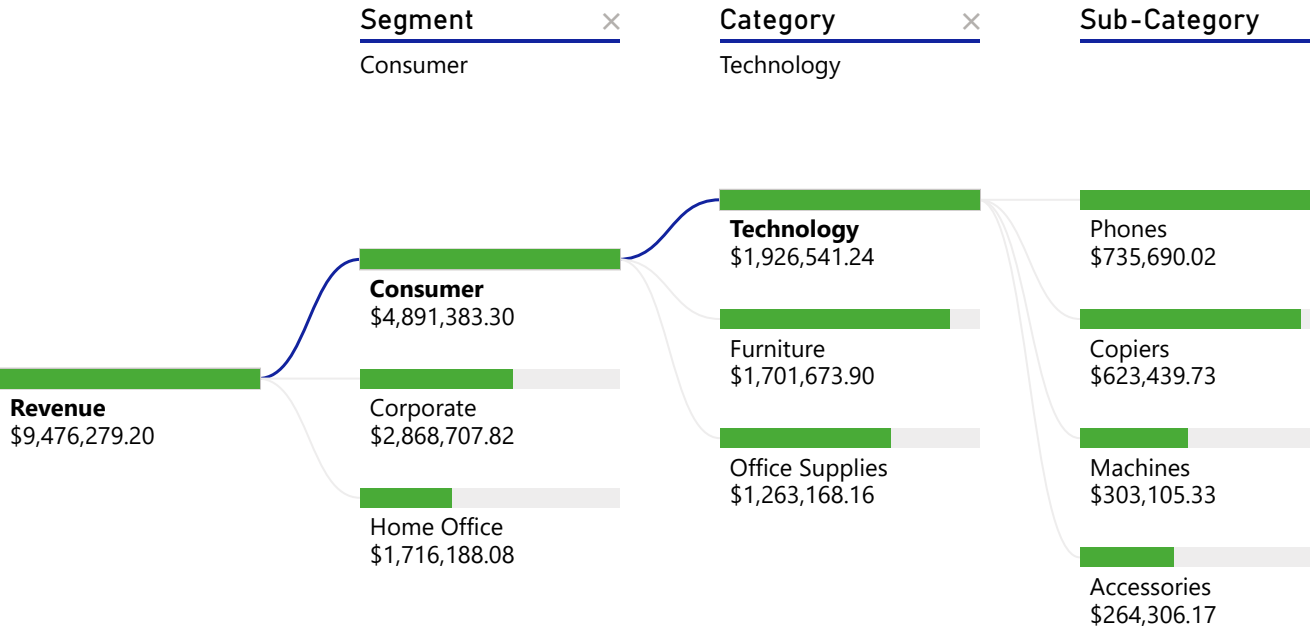 Segment
Consumer
Category
Technology
Sub-Category
Revenue
$9,476,279.20
Consumer
$4,891,383.30
Corporate
$2,868,707.82
Home Office
$1,716,188.08
Technology
$1,926,541.24
Furniture
$1,701,673.90
Office Supplies
$1,263,168.16
Phones
$735,690.02
Copiers
$623,439.73
Machines
$303,105.33
Accessories
$264,306.17